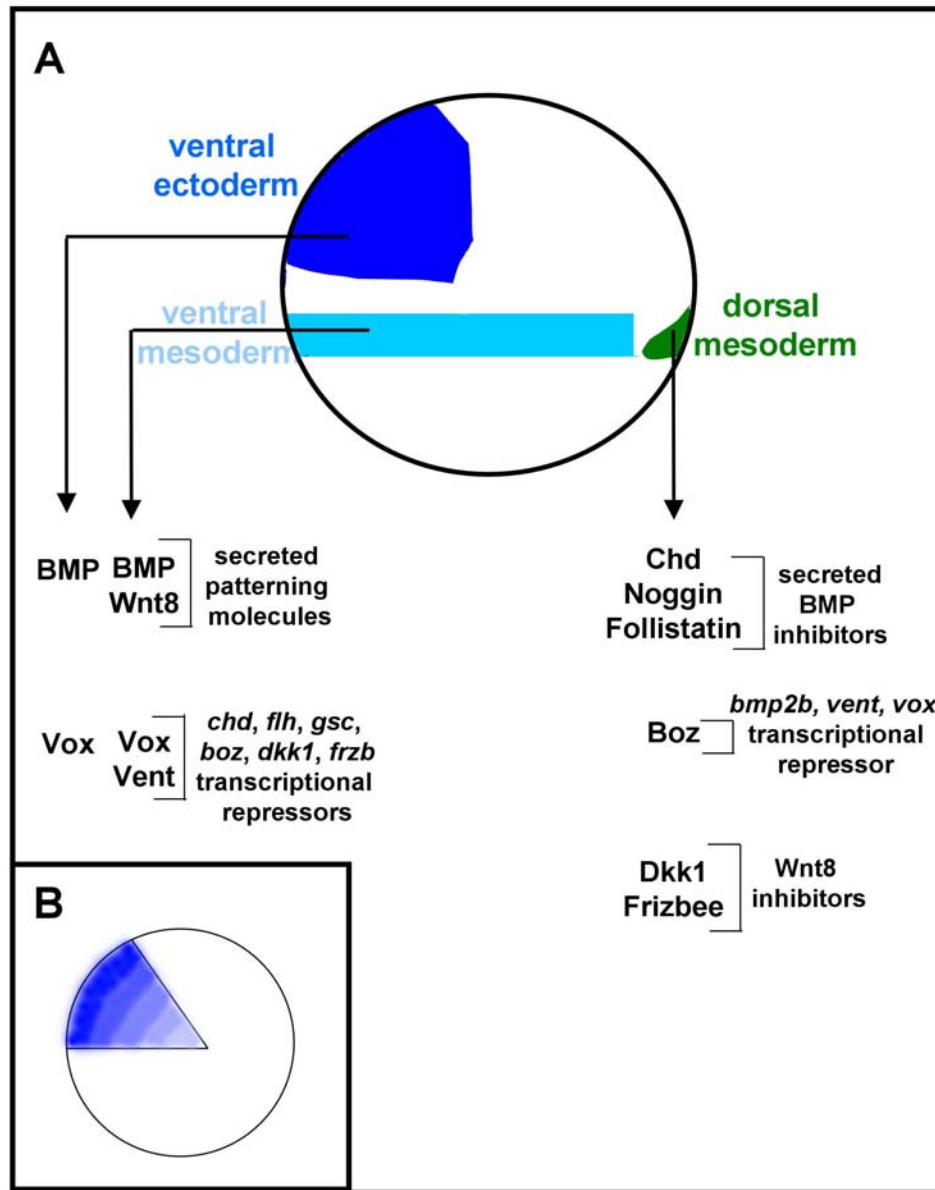 A
ventral
ectoderm
ventral
mesoderm
dorsal
mesoderm
BMP
BMP
Wnt8
secreted
patterning
molecules
Chd
Noggin
Follistatin
secreted
BMP
inhibitors
Vox
Vox
Vent
chd, flh, gsc,
boz, dkk1, frzb
transcriptional
repressors
Boz
bmp2b, vent, vox
transcriptional
repressor
Dkk1
Frizbee
Wnt8
inhibitors
B